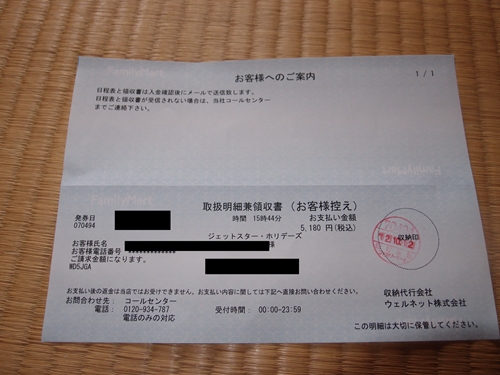 FamilyMart
お客様へのご案内 1/1
日程表と領収書は入金確認後にメールで送信致します。
日程表と領収書が受信されない場合は、当社コールセンター
までご連絡下さい。
FamilyMart
取扱明細兼領収書 (お客様控え)
発券日 時間 15時44分 お支払い金額
070494 5,180 円(税込)
ジェットスター・ホリデーズ
お客様氏名 様
お客様電話番号 ************
ご請求金額になります。
WD5JGA
収納印
お支払い後の返金は当店ではお受けできません。お支払い内容に関しては下記へ直接お問い合わせください。
お問合わせ先: コールセンター 収納代行会社
電話: 0120-934-787 受付時間: 00:00-23:59 ウェルネット株式会社
電話のみの対応
この明細は大切に保管してください。